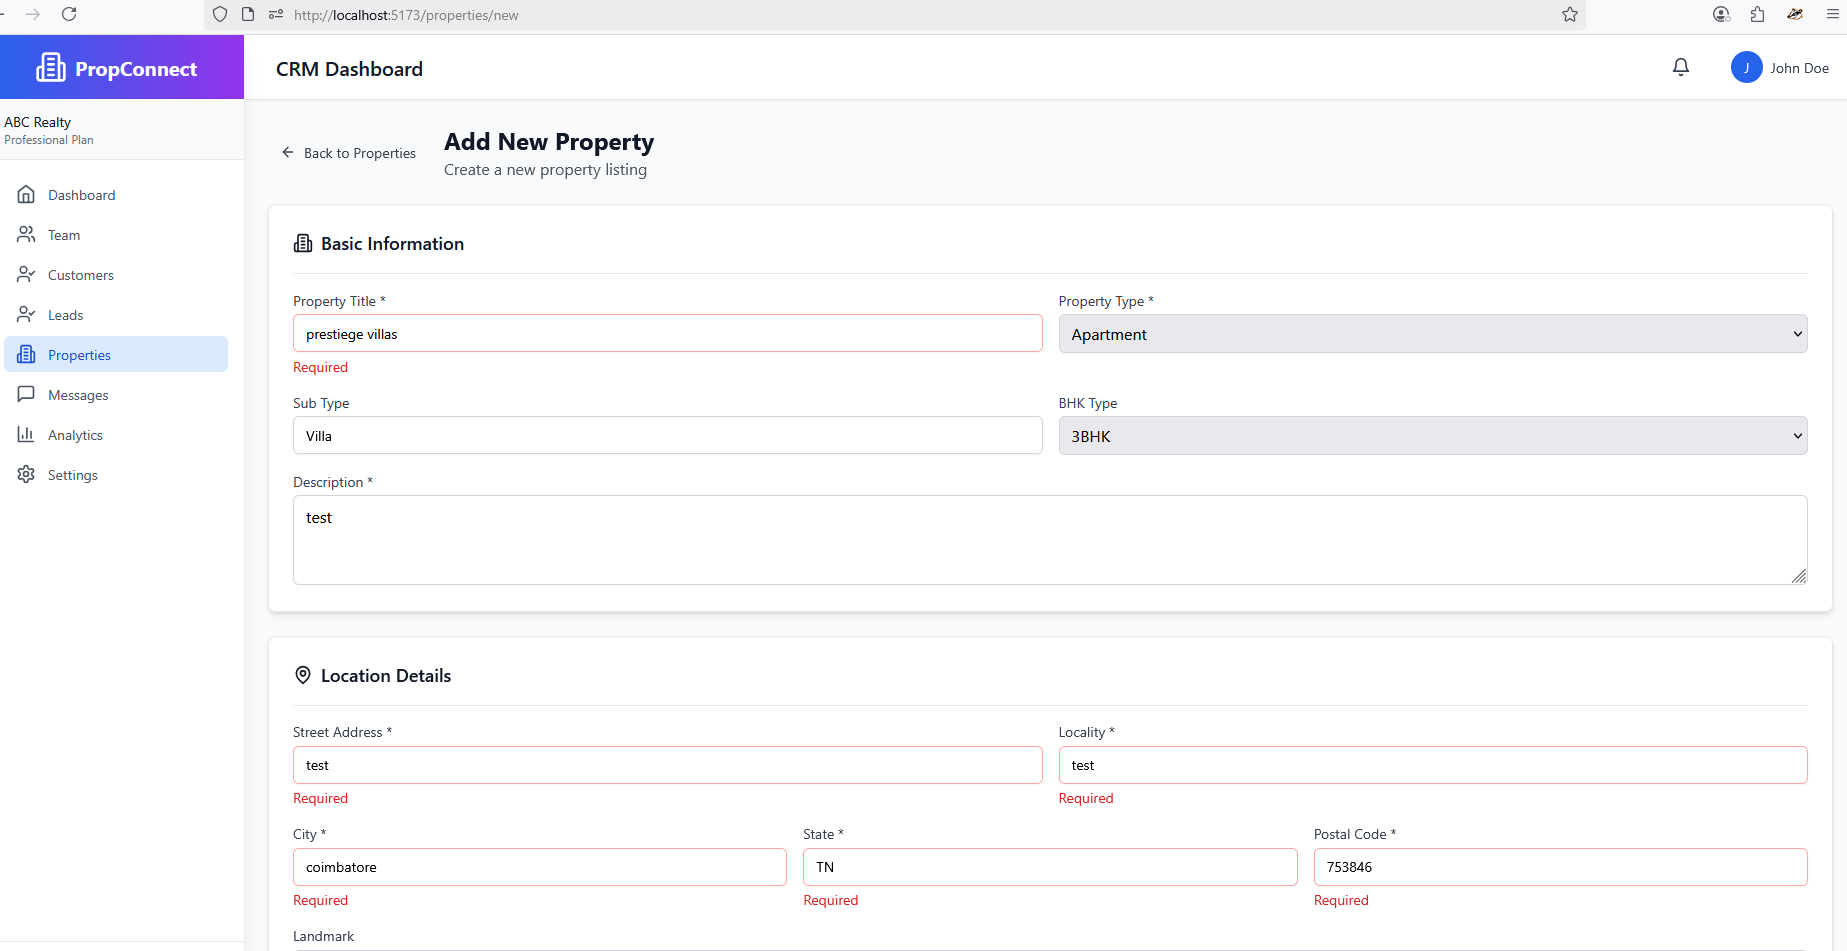 http://localhost:5173/properties/new
PropConnect
CRM Dashboard
J
John Doe
ABC Realty
Professional Plan
Dashboard
Team
Customers
Leads
Properties
Messages
Analytics
Settings
Back to Properties
Add New Property
Create a new property listing
Basic Information
Property Title *
Property Type *
prestiege villas
Apartment
Required
Sub Type
BHK Type
Villa
3BHK
Description *
test
Location Details
Street Address *
Locality *
test
test
Required
Required
City *
State *
Postal Code *
coimbatore
TN
753846
Required
Required
Required
Landmark